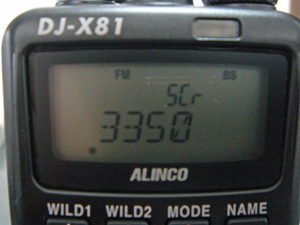 DJ-X81
FM BS
SCr
3350
ALINCO
WILD1 WILD2 MODE NAME